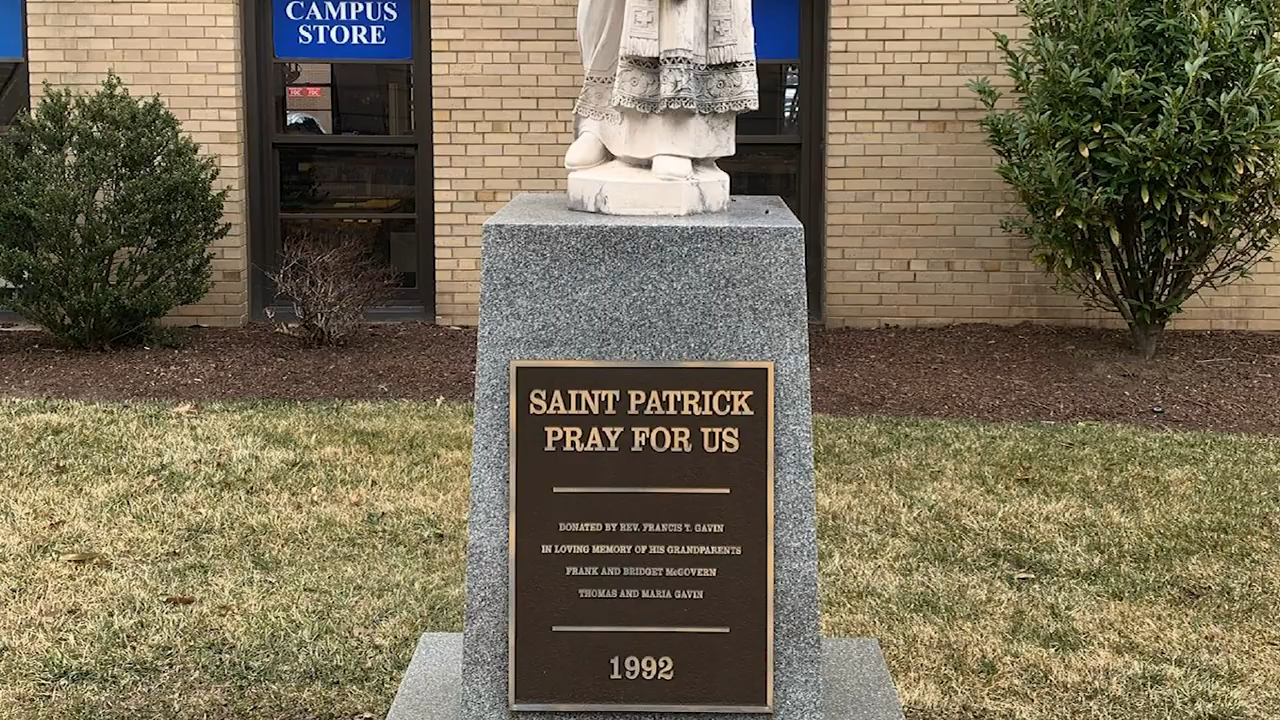 CAMPUS
STORE
SAINT PATRICK
PRAY FOR US
DONATED BY REV. FRANCIS T. GAVIN
IN LOVING MEMORY OF HIS GRANDPARENTS
FRANK AND BRIDGET McGOVERN
THOMAS AND MARIA GAVIN
1992